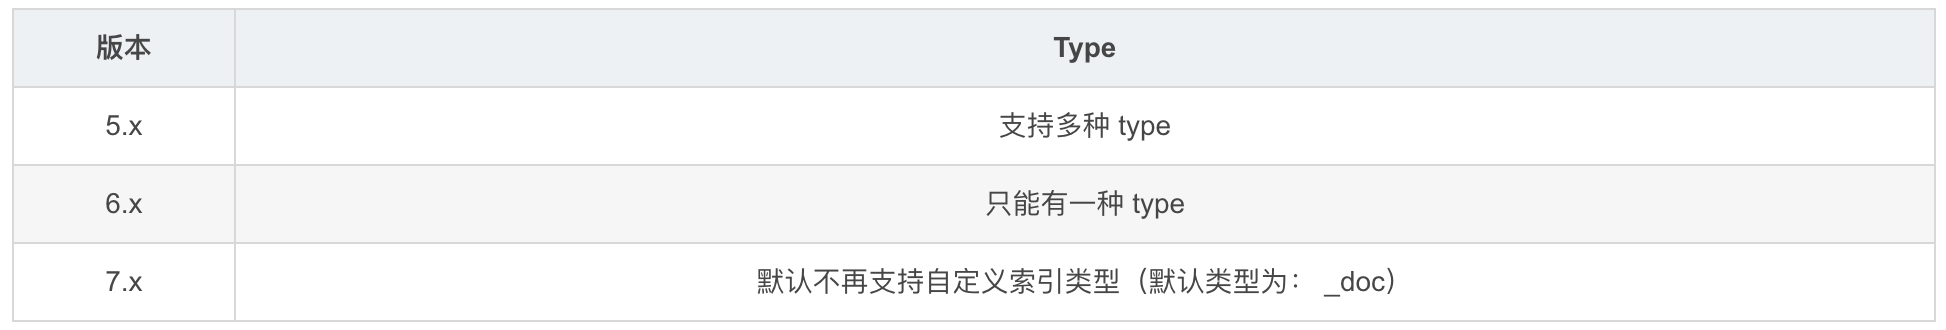 版本 Type
5.x 支持多种 type
6.x 只能有一种 type
7.x 默认不再支持自定义索引类型（默认类型为： _doc）